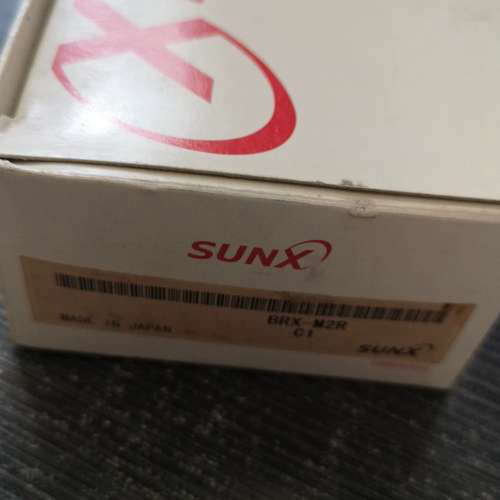 X
SUNX
BRX-M2R
MADE IN JAPAN
C1
SUNX